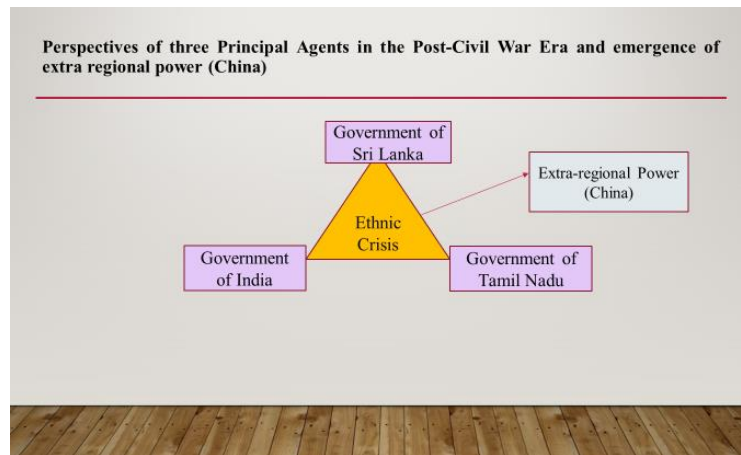 Perspectives of three Principal Agents in the Post-Civil War Era and emergence of
extra regional power (China)
Government of
Sri Lanka
Extra-regional Power
(China)
Ethnic
Crisis
Government
of India
Government of
Tamil Nadu